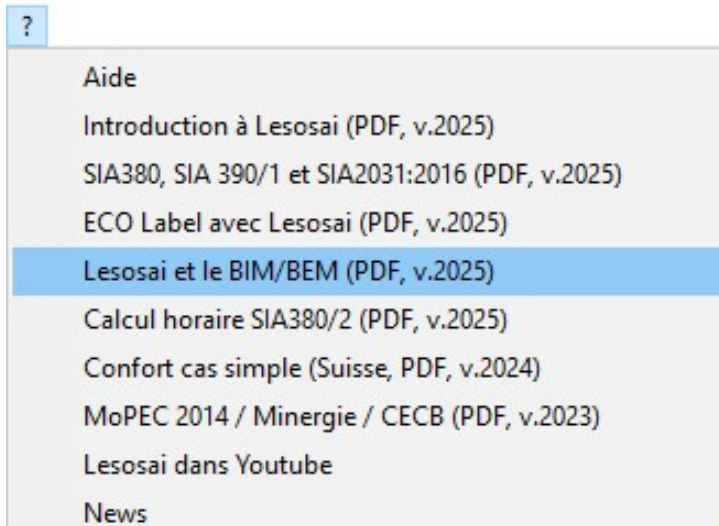 ?
Aide
Introduction à Lesosai (PDF, v.2025)
SIA380, SIA 390/1 et SIA2031:2016 (PDF, v.2025)
ECO Label avec Lesosai (PDF, v.2025)
Lesosai et le BIM/BEM (PDF, v.2025)
Calcul horaire SIA380/2 (PDF, v.2025)
Confort cas simple (Suisse, PDF, v.2024)
MoPEC 2014 / Minergie / CECB (PDF, v.2023)
Lesosai dans Youtube
News